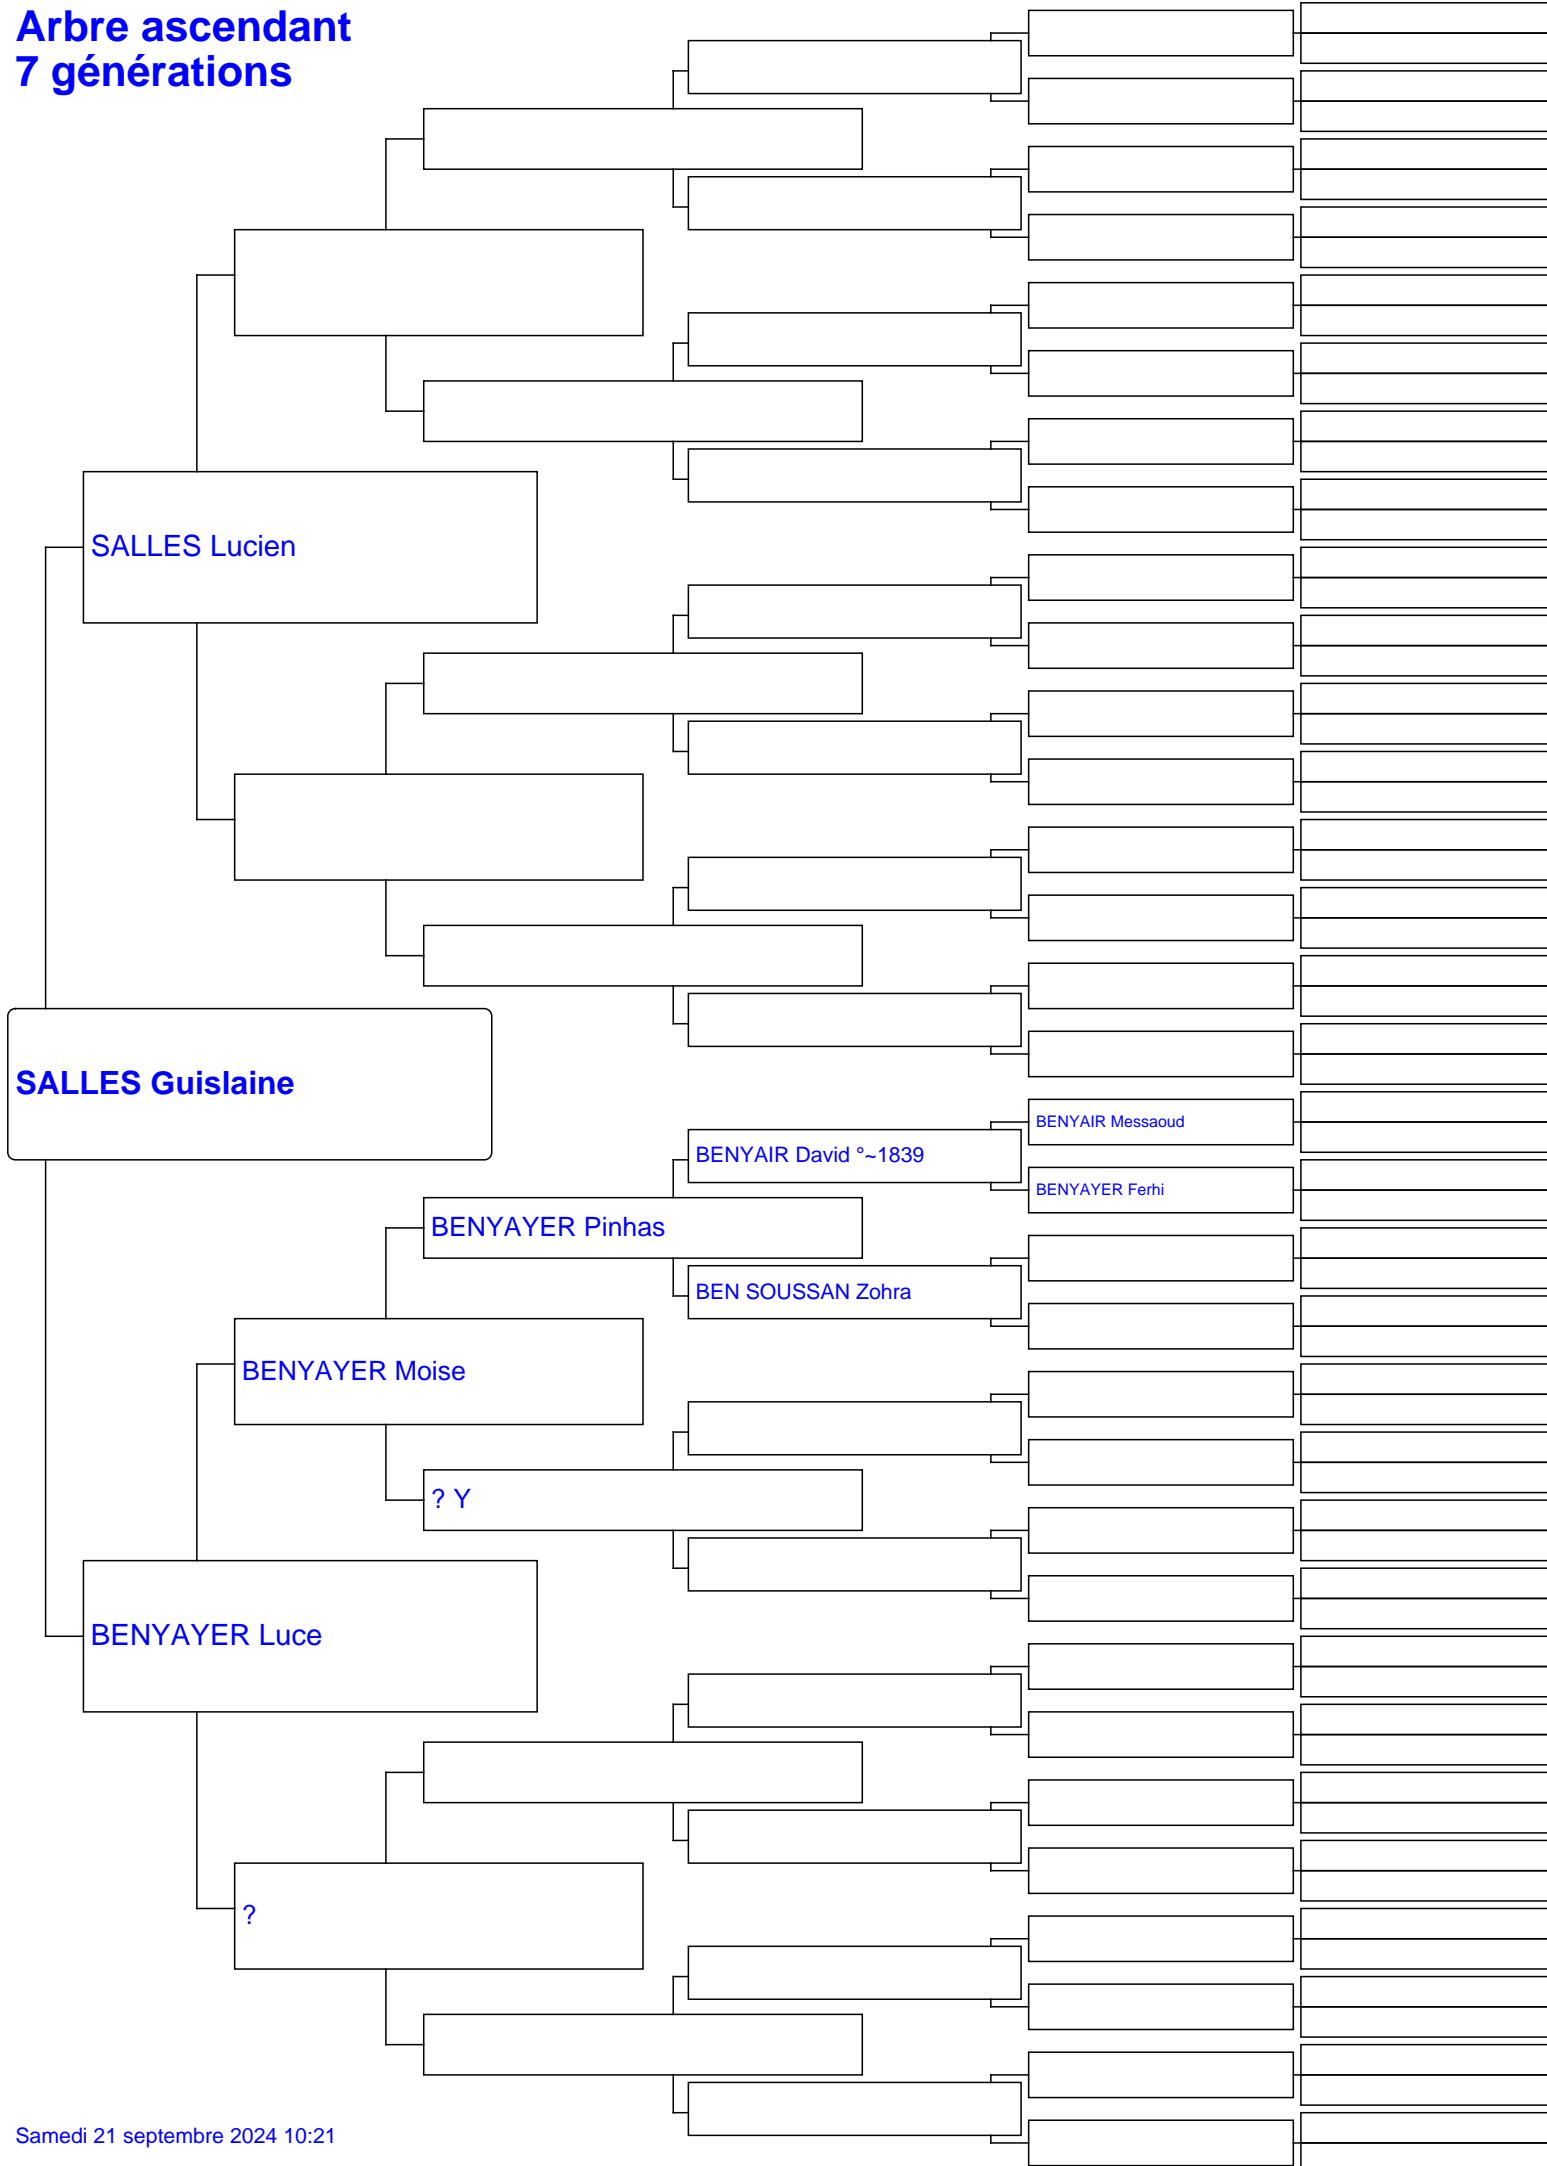 Arbre ascendant
7 générations
SALLES Lucien
SALLES Guislaine
BENYAIR Messaoud
BENYAIR David °~1839
BENYAYER Ferhi
BENYAYER Pinhas
BEN SOUSSAN Zohra
BENYAYER Moise
? Y
BENYAYER Luce
?
Samedi 21 septembre 2024 10:21